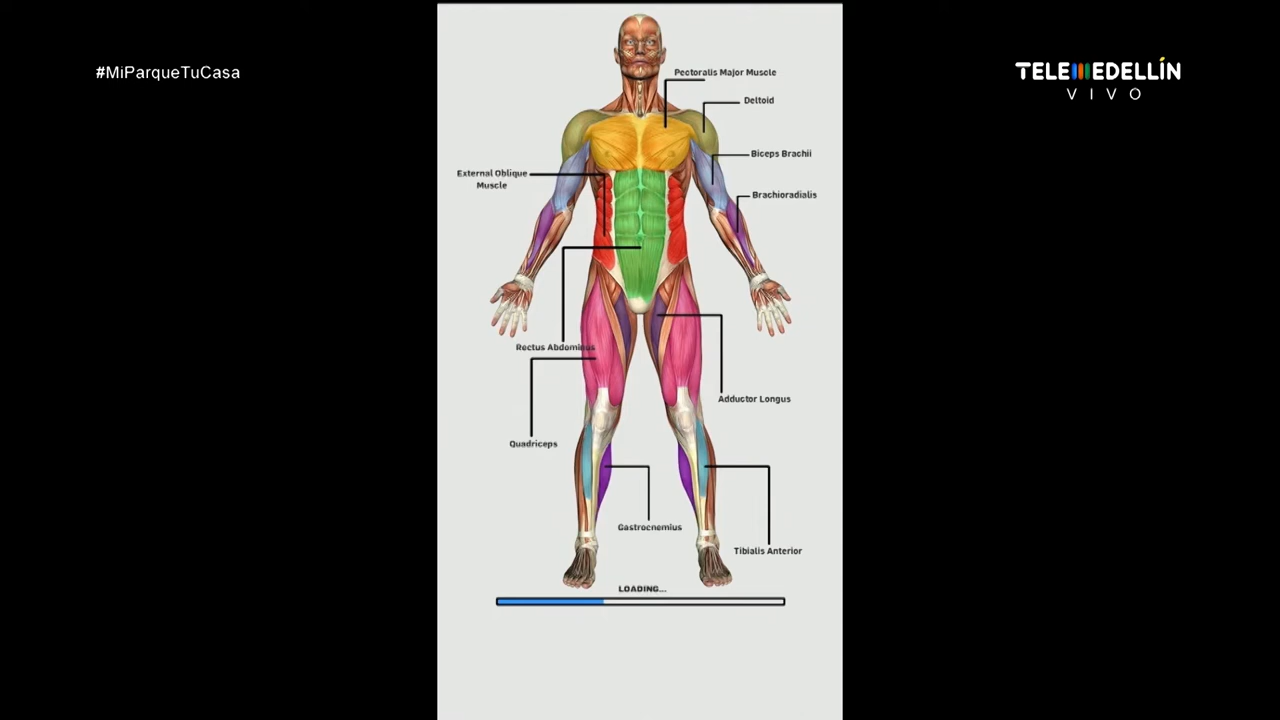 #MiParqueTuCasa
TELEMEDELLÍN
VIVO
Pectoralis Major Muscle
Deltoid
Biceps Brachii
External Oblique
Muscle
Brachioradialis
Rectus Abdominus
Adductor Longus
Quadriceps
Gastrocnemius
Tibialis Anterior
LOADING...